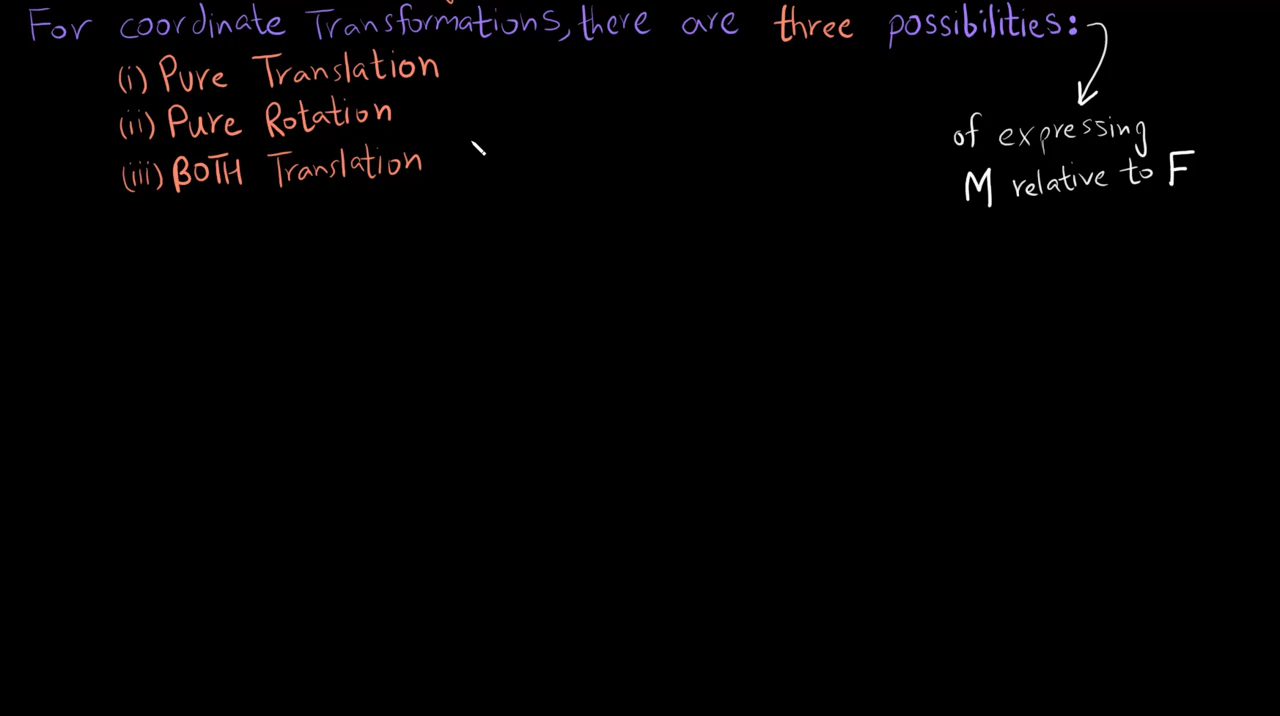 For coordinate Transformations, there are three possibilities:
(i) Pure Translation
(ii) Pure Rotation
(iii) BOTH Translation
of expressing
M relative to F